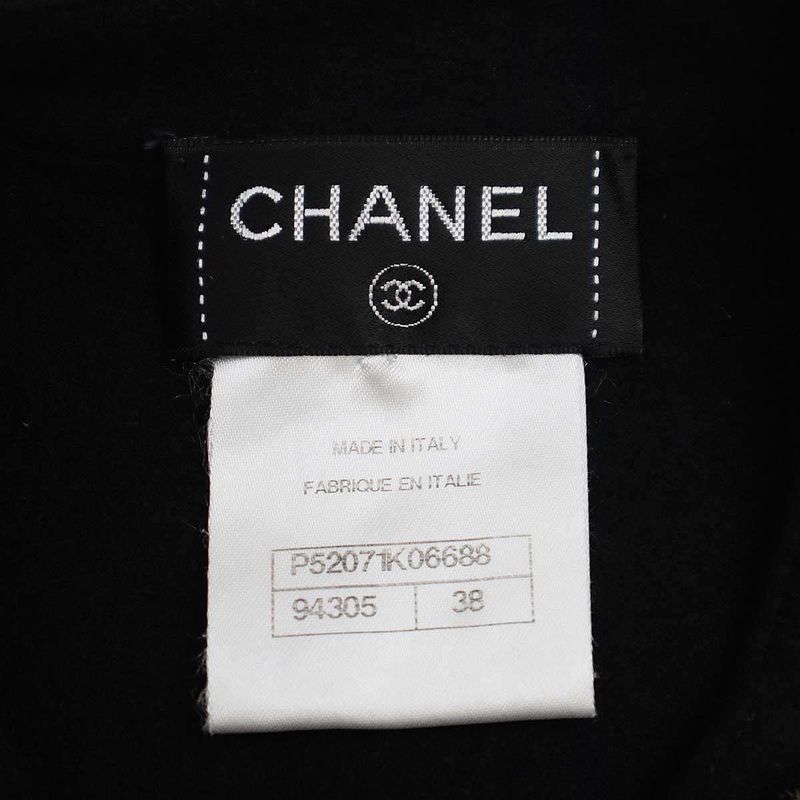 CHANEL
MADE IN ITALY
FABRIQUE EN ITALIE
P52071K06688
94305 38